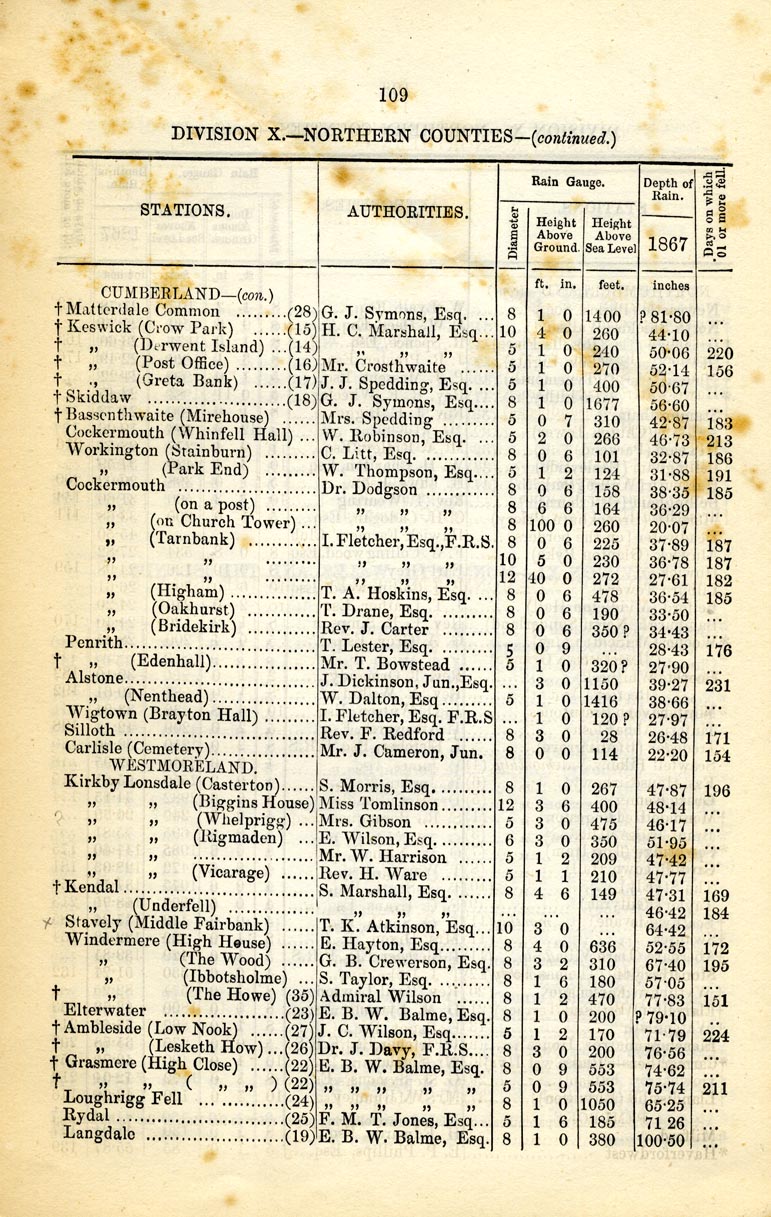 109
DIVISION X.—NORTHERN COUNTIES—(continued.)
STATIONS. AUTHORITIES. Rain Gauge. Depth of Rain. Days on which .01 or more fell.
Diameter Height Above Ground. Height Above Sea Level 1867
ft. in. feet. inches
CUMBERLAND—(con.)
† Matterdale Common .........(28) G. J. Symons, Esq. ... 8 1 0 1400 ? 81·80 ...
† Keswick (Crow Park) ......(15) H. C. Marshall, Esq... 10 4 0 260 44·10 ...
† „ (Derwent Island) ...(14) „ „ „ 5 1 0 240 50·06 220
† „ (Post Office) .........(16) Mr. Crosthwaite ...... 5 1 0 270 52·14 156
† „ (Greta Bank) ......(17) J. J. Spedding, Esq. ... 5 1 0 400 50·67 ...
† Skiddaw ........................(18) G. J. Symons, Esq.... 8 1 0 1677 56·60 ...
† Bassenthwaite (Mirehouse) ...... Mrs. Spedding ......... 5 0 7 310 42·87 183
Cockermouth (Whinfell Hall) ... W. Robinson, Esq. ... 5 2 0 266 46·73 213
Workington (Stainburn) ......... C. Litt, Esq. ............ 8 0 6 101 32·87 186
„ (Park End) ......... W. Thompson, Esq.... 5 1 2 124 31·88 191
Cockermouth ........................ Dr. Dodgson ............ 8 0 6 158 38·35 185
„ (on a post) ......... „ „ „ 8 6 6 164 36·29 ...
„ (on Church Tower) ... „ „ „ 8 100 0 260 20·07 ...
„ (Tarnbank) ............ I. Fletcher, Esq., F.R.S. 8 0 6 225 37·89 187
„ „ ......... „ „ „ 10 5 0 230 36·78 187
„ „ ......... „ „ „ 12 40 0 272 27·61 182
„ (Higham) ............... T. A. Hoskins, Esq. ... 8 0 6 478 36·54 185
„ (Oakhurst) ............ T. Drane, Esq. ......... 8 0 6 190 33·50 ...
„ (Bridekirk) ............ Rev. J. Carter ......... 8 0 6 350 ? 34·43 ...
Penrith................................. T. Lester, Esq. ......... 5 0 9 ... 28·43 176
† „ (Edenhall).................. Mr. T. Bowstead ...... 5 1 0 320 ? 27·90 ...
Alstone................................. J. Dickinson, Jun., Esq. ... 3 0 1150 39·27 231
„ (Nenthead).................. W. Dalton, Esq ......... 5 1 0 1416 38·66 ...
Wigtown (Brayton Hall) ......... I. Fletcher, Esq. F.R.S ... 1 0 120 ? 27·97 ...
Silloth ................................. Rev. F. Redford ...... 8 3 0 28 26·48 171
Carlisle (Cemetery).................. Mr. J. Cameron, Jun. 8 0 0 114 22·20 154
WESTMORELAND.
Kirkby Lonsdale (Casterton)...... S. Morris, Esq. ......... 8 1 0 267 47·87 196
„ „ (Biggins House) Miss Tomlinson......... 12 3 6 400 48·14 ...
„ „ (Whelprigg) ... Mrs. Gibson ............ 5 3 0 475 46·17 ...
„ „ (Rigmaden) ... E. Wilson, Esq. ......... 6 3 0 350 51·95 ...
„ „ ..................... Mr. W. Harrison ...... 5 1 2 209 47·42 ...
„ „ (Vicarage) ...... Rev. H. Ware ......... 5 1 1 210 47·77 ...
† Kendal................................. S. Marshall, Esq. ...... 8 4 6 149 47·31 169
„ (Underfell) ............... „ „ „ ... ... ... 46·42 184
x Stavely (Middle Fairbank) ...... T. K. Atkinson, Esq... 10 3 0 ... 64·42 ...
Windermere (High House) ...... E. Hayton, Esq......... 8 4 0 636 52·55 172
„ (The Wood) ...... G. B. Crewerson, Esq. 8 3 2 310 67·40 195
„ (Ibbotsholme) ... S. Taylor, Esq. ......... 8 1 6 180 57·05 ...
† „ (The Howe) (35) Admiral Wilson ...... 8 1 2 470 77·83 151
Elterwater .....................(23) E. B. W. Balme, Esq. 8 1 0 200 ? 79·10 ..
† Ambleside (Low Nook) ......(27) J. C. Wilson, Esq...... 5 1 2 170 71·79 224
† „ (Lesketh How) ...(26) Dr. J. Davy, F.R.S.... 8 3 0 200 76·56 ...
† Grasmere (High Close) ......(22) E. B. W. Balme, Esq. 8 0 9 553 74·62 ...
† „ „ ( „ „ ) (22) „ „ „ „ „ 5 0 9 553 75·74 211
Loughrigg Fell ... ............(24) „ „ „ „ „ 8 1 0 1050 65·25 ...
Rydal ...........................(25) F. M. T. Jones, Esq... 5 1 6 185 71 26 ...
Langdale .......................(19) E. B. W. Balme, Esq. 8 1 0 380 100·50 ...